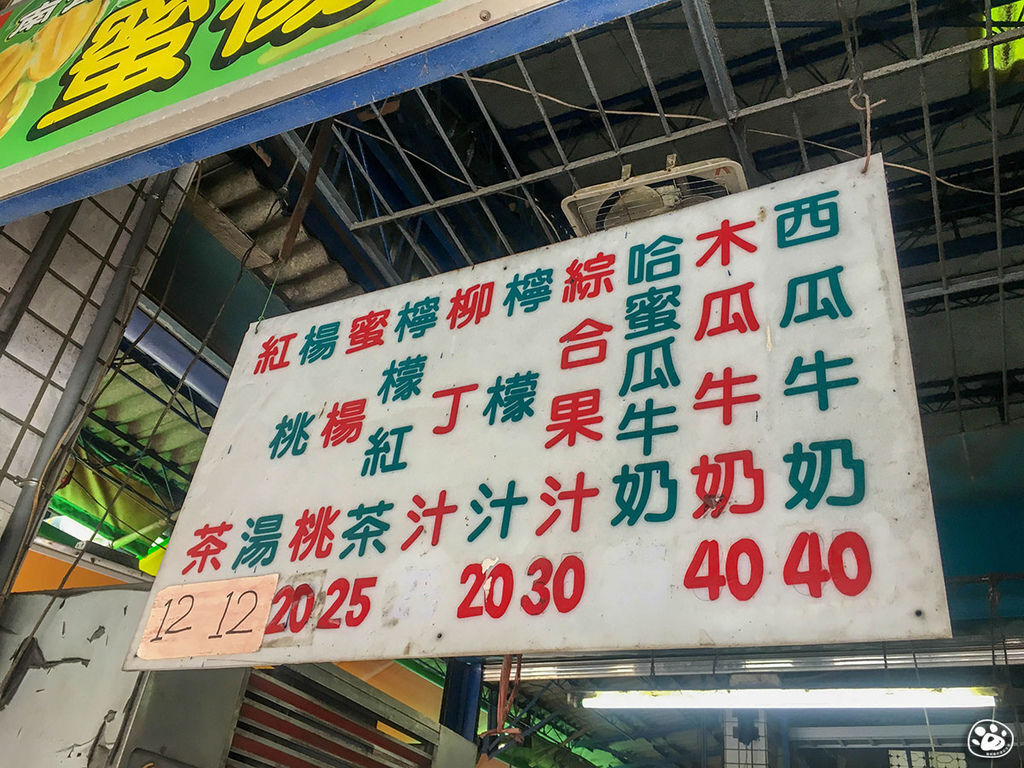 蜜
西瓜牛奶
40
木瓜牛奶
40
哈蜜瓜牛奶
綜合果汁
30
檸檬汁
20
柳丁汁
檸檬紅茶
25
蜜楊桃
20
楊桃湯
12
紅茶
12